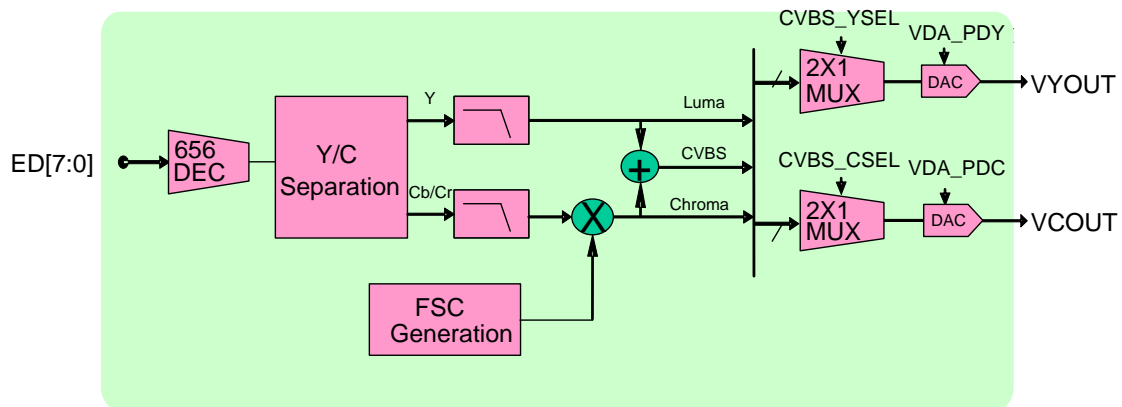 CVBS_YSEL
VDA_PDY
2X1
MUX
DAC
VYOUT
Y
Luma
ED[7:0]
656
DEC
Y/C
Separation
+
CVBS
CVBS_CSEL
VDA_PDC
Cb/Cr
X
Chroma
2X1
MUX
DAC
VCOUT
FSC
Generation